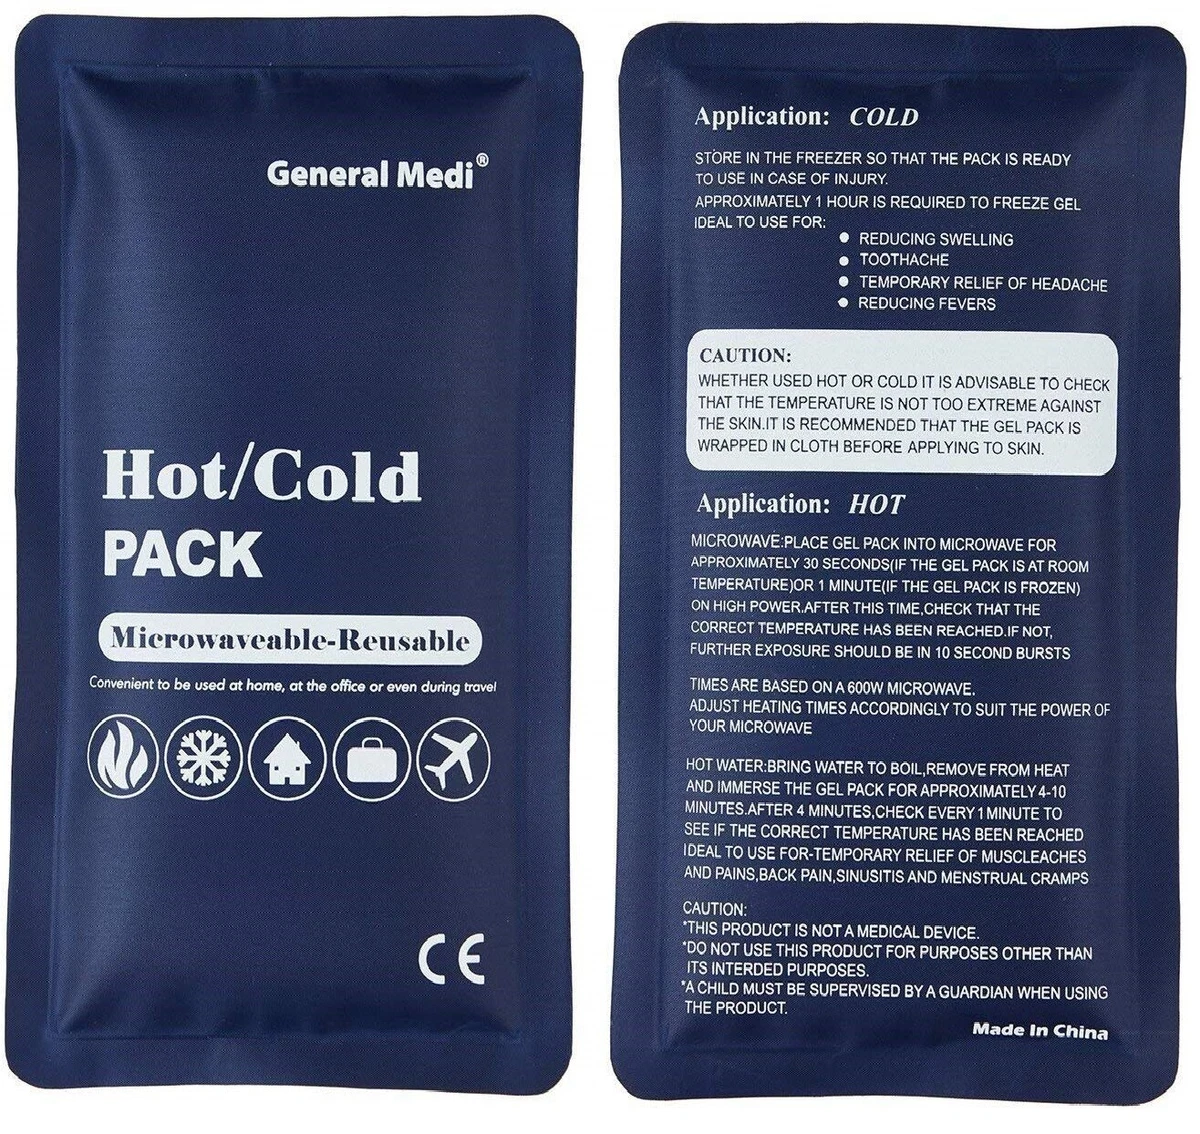 General Medi®
Hot/Cold
PACK
Microwaveable-Reusable
Convenient to be used at home, at the office or even during travel
CE
Application: COLD
STORE IN THE FREEZER SO THAT THE PACK IS READY
TO USE IN CASE OF INJURY.
APPROXIMATELY 1 HOUR IS REQUIRED TO FREEZE GEL
IDEAL TO USE FOR:
● REDUCING SWELLING
● TOOTHACHE
● TEMPORARY RELIEF OF HEADACHE
● REDUCING FEVERS
CAUTION:
WHETHER USED HOT OR COLD IT IS ADVISABLE TO CHECK
THAT THE TEMPERATURE IS NOT TOO EXTREME AGAINST
THE SKIN.IT IS RECOMMENDED THAT THE GEL PACK IS
WRAPPED IN CLOTH BEFORE APPLYING TO SKIN.
Application: HOT
MICROWAVE:PLACE GEL PACK INTO MICROWAVE FOR
APPROXIMATELY 30 SECONDS(IF THE GEL PACK IS AT ROOM
TEMPERATURE)OR 1 MINUTE(IF THE GEL PACK IS FROZEN)
ON HIGH POWER.AFTER THIS TIME,CHECK THAT THE
CORRECT TEMPERATURE HAS BEEN REACHED.IF NOT,
FURTHER EXPOSURE SHOULD BE IN 10 SECOND BURSTS
TIMES ARE BASED ON A 600W MICROWAVE.
ADJUST HEATING TIMES ACCORDINGLY TO SUIT THE POWER OF
YOUR MICROWAVE
HOT WATER:BRING WATER TO BOIL,REMOVE FROM HEAT
AND IMMERSE THE GEL PACK FOR APPROXIMATELY 4-10
MINUTES.AFTER 4 MINUTES,CHECK EVERY 1 MINUTE TO
SEE IF THE CORRECT TEMPERATURE HAS BEEN REACHED
IDEAL TO USE FOR-TEMPORARY RELIEF OF MUSCLEACHES
AND PAINS,BACK PAIN,SINUSITIS AND MENSTRUAL CRAMPS
CAUTION:
*THIS PRODUCT IS NOT A MEDICAL DEVICE.
*DO NOT USE THIS PRODUCT FOR PURPOSES OTHER THAN
ITS INTERDED PURPOSES.
*A CHILD MUST BE SUPERVISED BY A GUARDIAN WHEN USING
THE PRODUCT.
Made In China